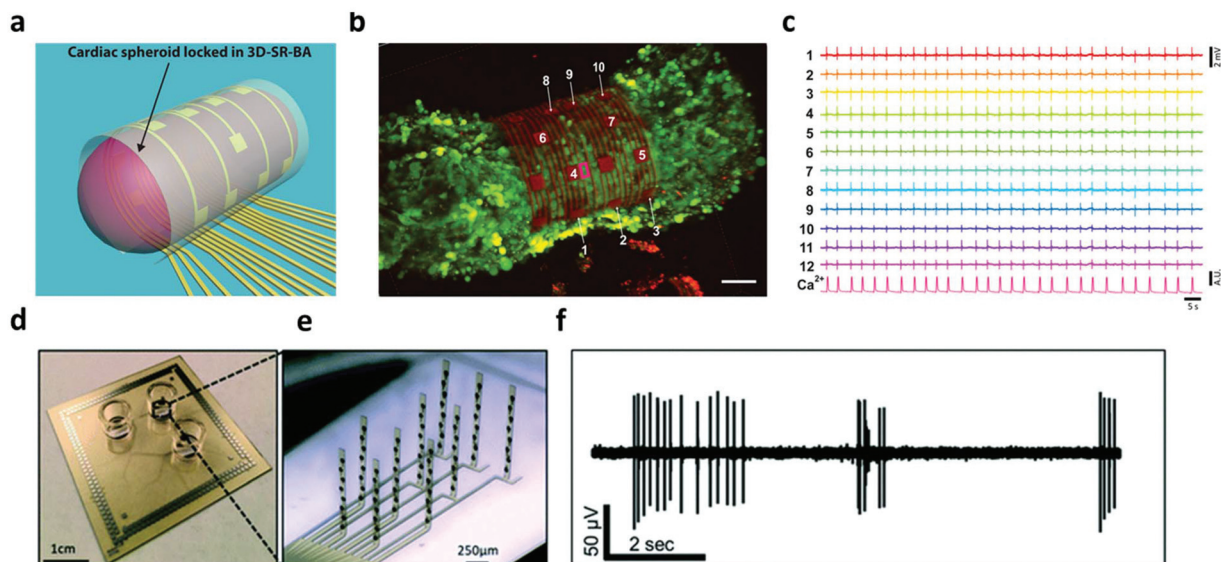 a
Cardiac spheroid locked in 3D-SR-BA
b
10
9
8
7
6
5
4
3
2
1
c
1
2
3
4
5
6
7
8
9
10
11
12
Ca²⁺
2 mV
A.U.
5 s
d
1cm
e
250µm
f
50 µV
2 sec